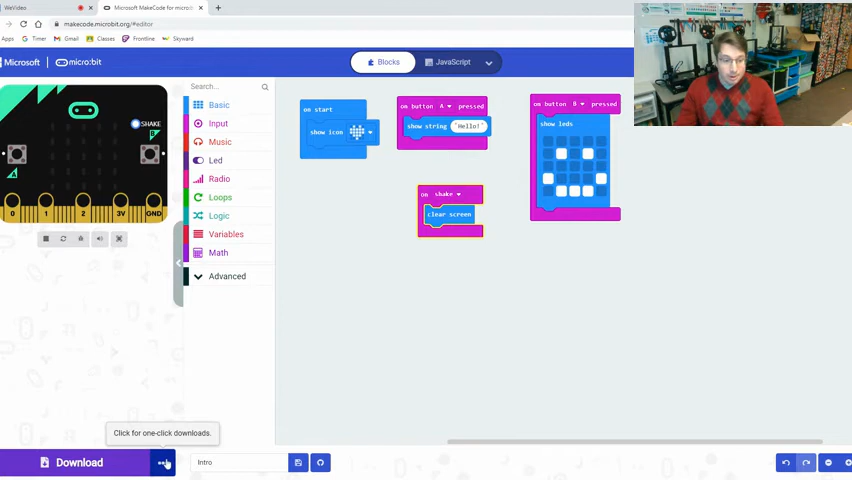 WeVideo
Microsoft MakeCode for micro:bit
makecode.microbit.org/#editor
Apps
Timer
Gmail
Classes
Frontline
Skyward
Microsoft
micro:bit
Blocks
JavaScript
SHAKE
B
A
0 1 2 3V GND
Search...
Basic
Input
Music
Led
Radio
Loops
Logic
Variables
Math
Advanced
on start
show icon
on button A pressed
show string "Hello!"
on shake
clear screen
on button B pressed
show leds
Click for one-click downloads.
Download
Intro